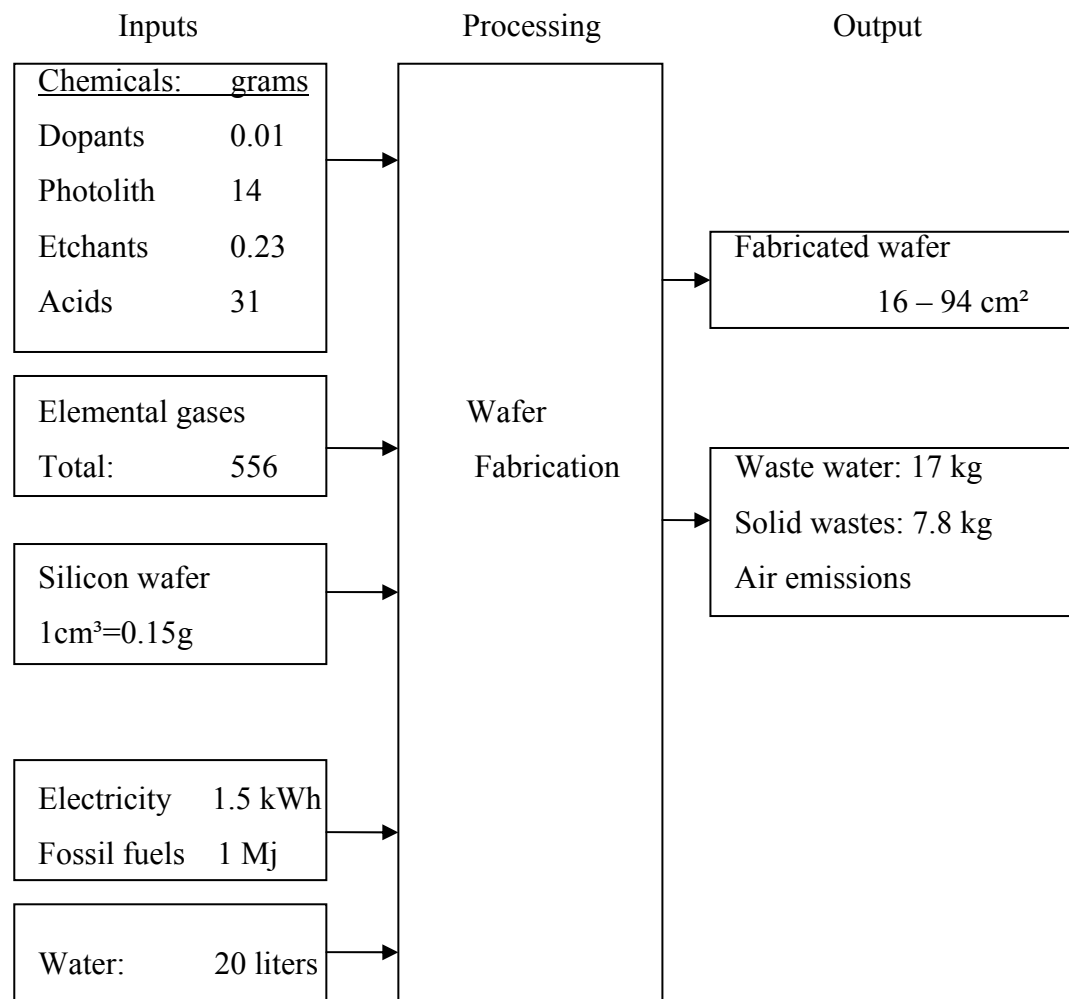 Inputs Processing Output
Chemicals: grams
Dopants 0.01
Photolith 14
Etchants 0.23
Acids 31
Elemental gases
Total: 556
Silicon wafer
1cm³=0.15g
Electricity 1.5 kWh
Fossil fuels 1 Mj
Water: 20 liters
Wafer
Fabrication
Fabricated wafer
16 – 94 cm²
Waste water: 17 kg
Solid wastes: 7.8 kg
Air emissions